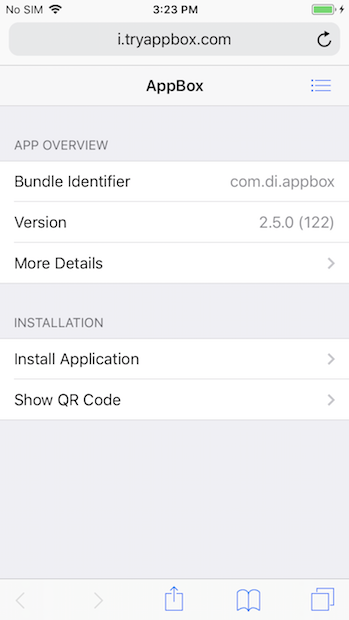 No SIM 3:23 PM
i.tryappbox.com
AppBox
APP OVERVIEW
Bundle Identifier com.di.appbox
Version 2.5.0 (122)
More Details
INSTALLATION
Install Application
Show QR Code